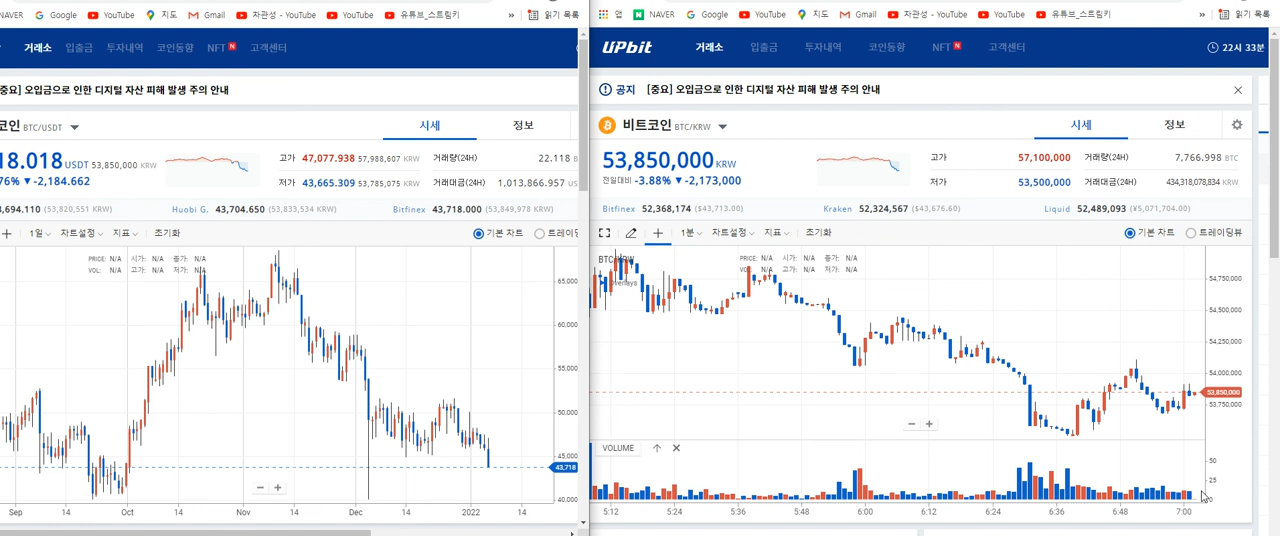 NAVER Google YouTube 지도 Gmail 자관성 - YouTube YouTube 유튜브_스트림키 » 읽기 목록
거래소 입출금 투자내역 코인동향 NFT N 고객센터
중요] 오입금으로 인한 디지털 자산 피해 발생 주의 안내
코인 BTC/USDT 시세 정보
18.018 USDT 53,850,000 KRW
76% ▼ -2,184.662
고가 47,077.938 57,988,607 KRW 거래량(24H) 22.118
저가 43,665.309 53,785,075 KRW 거래대금(24H) 1,013,866.957
,694.110 (53,820,551 KRW) Huobi G. 43,704.650 (53,833,534 KRW) Bitfinex 43,718.000 (53,849,978 KRW)
1일 차트설정 지표 초기화 기본 차트 트레이딩
PRICE: N/A 시가: N/A 종가: N/A
VOL: N/A 고가: N/A 저가: N/A
65,000
60,000
55,000
50,000
45,000
43,718
40,000
Sep 14 Oct 14 Nov 14 Dec 14 2022 14
앱 NAVER Google YouTube 지도 Gmail 자관성 - YouTube YouTube 유튜브_스트림키 » 읽기 목록
UPbit 거래소 입출금 투자내역 코인동향 NFT N 고객센터 22시 33분
공지 [중요] 오입금으로 인한 디지털 자산 피해 발생 주의 안내
비트코인 BTC/KRW 시세 정보
53,850,000 KRW
전일대비 -3.88% ▼ -2,173,000
고가 57,100,000 거래량(24H) 7,766.998 BTC
저가 53,500,000 거래대금(24H) 434,318,078,834 KRW
Bitfinex 52,368,174 ($43,713.00) Kraken 52,324,567 ($43,676.60) Liquid 52,489,093 (¥5,071,704.00)
1분 차트설정 지표 초기화 기본 차트 트레이딩뷰
BTC/KRW PRICE: N/A 시가: N/A 종가: N/A
VOL: N/A 고가: N/A 저가: N/A
Overlays
54,750,000
54,500,000
54,250,000
54,000,000
53,850,000
53,750,000
VOLUME
50
25
0
5:12 5:24 5:36 5:48 6:00 6:12 6:24 6:36 6:48 7:00